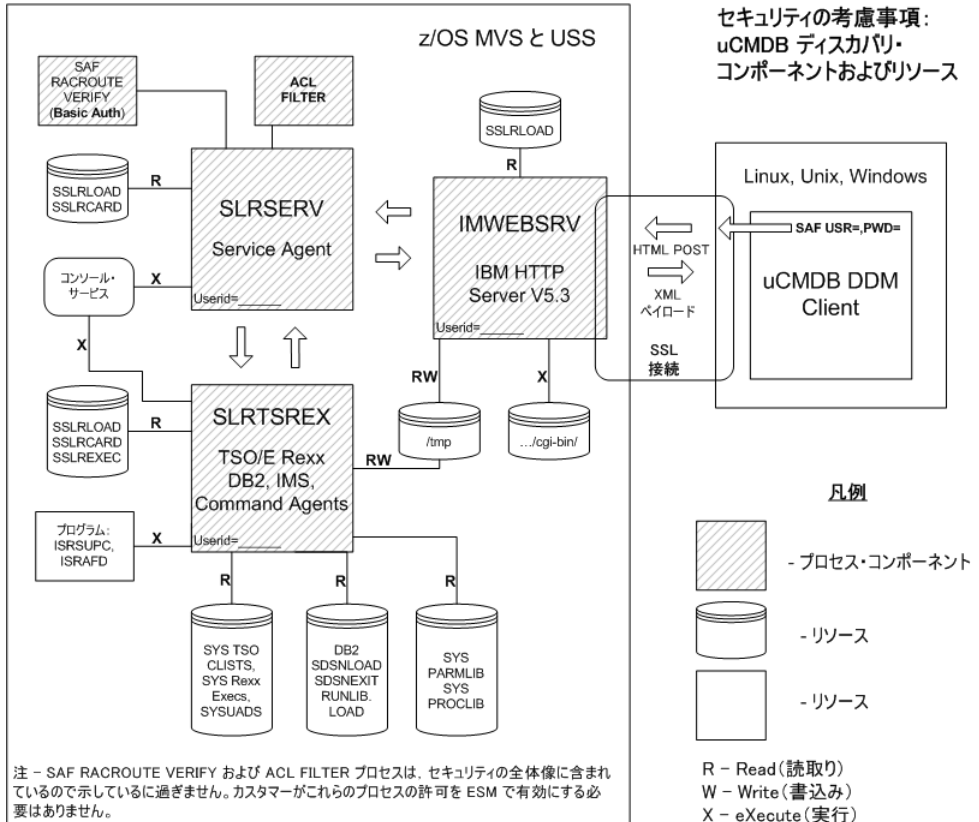 セキュリティの考慮事項:
uCMDB ディスカバリ・
コンポーネントおよびリソース
z/OS MVS と USS
SAF
RACROUTE
VERIFY
(Basic Auth)
ACL
FILTER
SSLRLOAD
R
SSLRLOAD
SSLRCARD
R
SLRSERV
Service Agent
Userid=______
IMWEBSRV
IBM HTTP
Server V5.3
Userid=______
Linux, Unix, Windows
SAF USR=,PWD=
uCMDB DDM
Client
HTML POST
XML
ペイロード
SSL
接続
コンソール・
サービス
X
X
RW
X
/tmp
.../cgi-bin/
SSLRLOAD
SSLRCARD
SSLREXEC
R
SLRTSREX
TSO/E Rexx
DB2, IMS,
Command Agents
Userid=______
RW
プログラム:
ISRSUPC,
ISRAFD
X
R
R
R
SYS TSO
CLISTS,
SYS Rexx
Execs,
SYSUADS
DB2
SDSNLOAD
SDSNEXIT
RUNLIB.
LOAD
SYS
PARMLIB
SYS
PROCLIB
凡例
- プロセス・コンポーネント
- リソース
- リソース
R - Read(読取り)
W - Write(書込み)
X - eXecute(実行)
注 - SAF RACROUTE VERIFY および ACL FILTER プロセスは、セキュリティの全体像に含まれ
ているので示しているに過ぎません。カスタマーがこれらのプロセスの許可を ESM で有効にする必
要はありません。